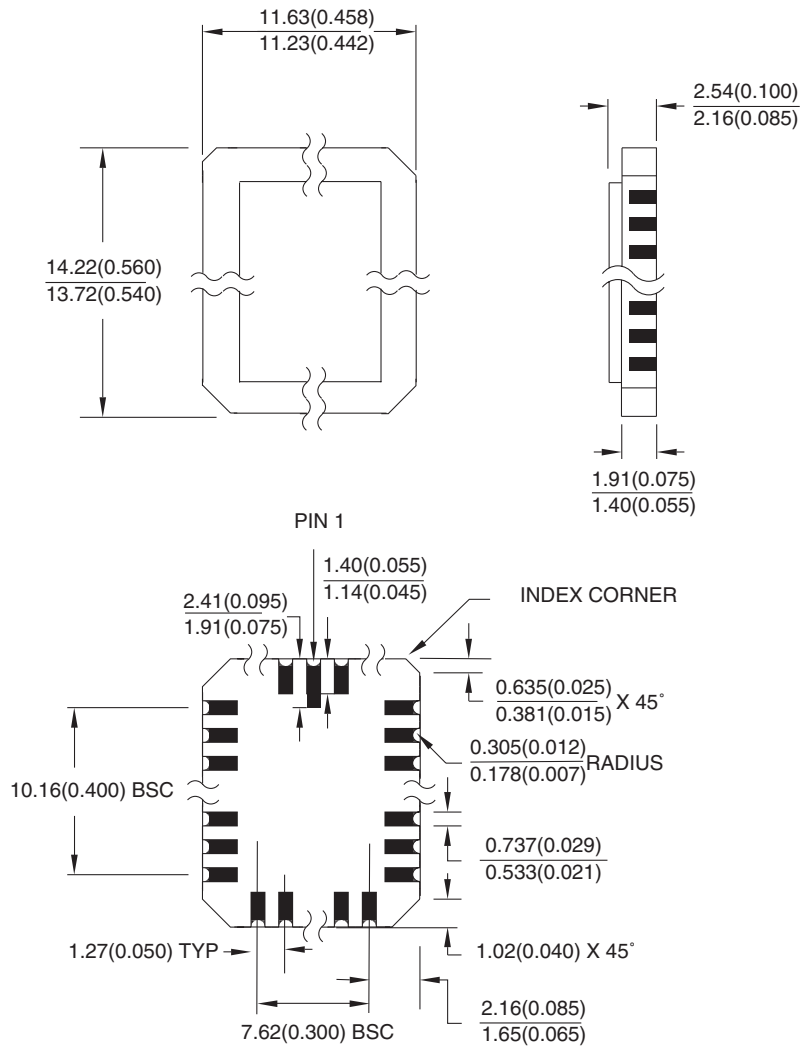 11.63(0.458)
11.23(0.442)
2.54(0.100)
2.16(0.085)
14.22(0.560)
13.72(0.540)
1.91(0.075)
1.40(0.055)
PIN 1
1.40(0.055)
1.14(0.045)
INDEX CORNER
2.41(0.095)
1.91(0.075)
0.635(0.025)
0.381(0.015)
X 45°
0.305(0.012)
0.178(0.007)
RADIUS
10.16(0.400) BSC
0.737(0.029)
0.533(0.021)
1.27(0.050) TYP
1.02(0.040) X 45°
2.16(0.085)
1.65(0.065)
7.62(0.300) BSC